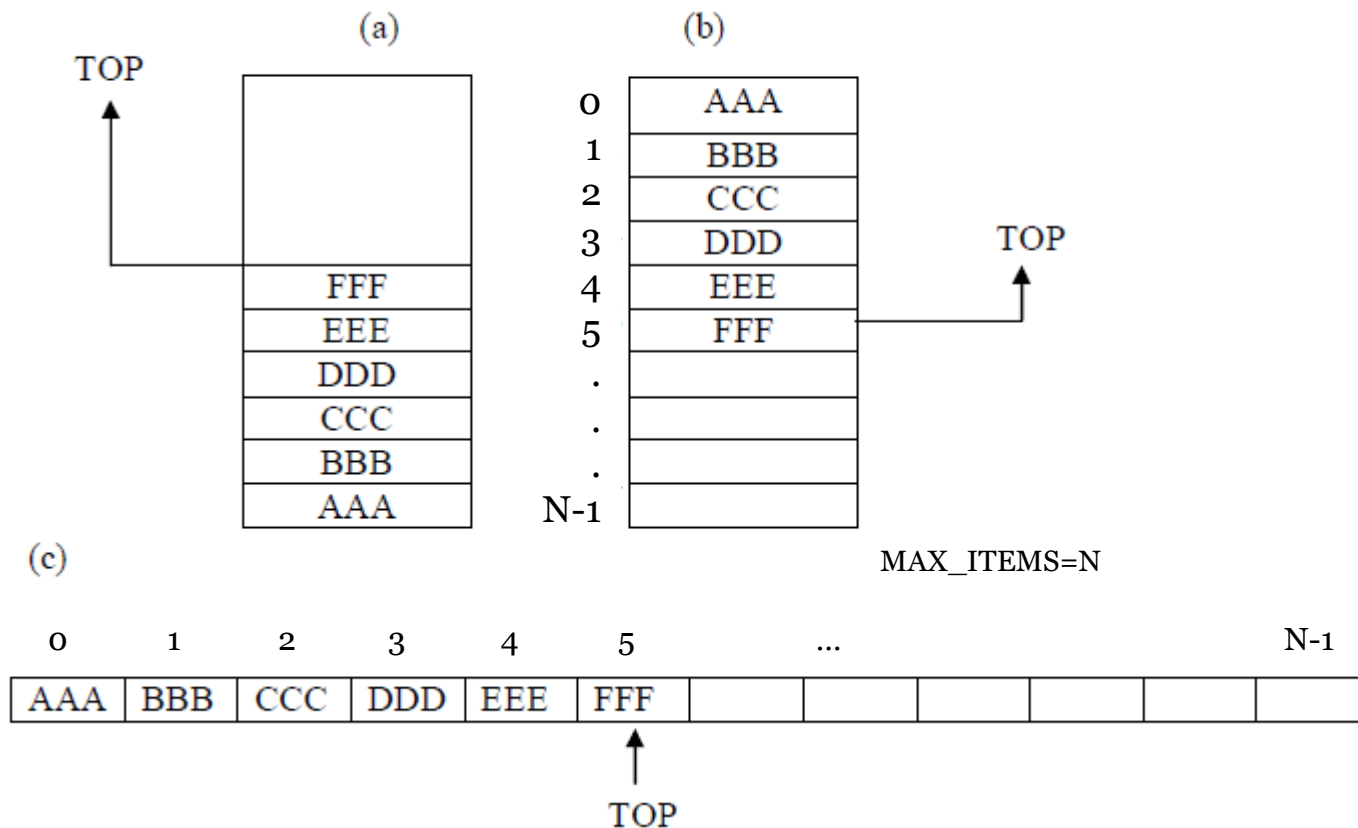 (a)
TOP
FFF
EEE
DDD
CCC
BBB
AAA
(b)
0 AAA
1 BBB
2 CCC
3 DDD
4 EEE
5 FFF
.
.
.
N-1
TOP
MAX_ITEMS=N
(c)
0 1 2 3 4 5 ... N-1
AAA BBB CCC DDD EEE FFF
TOP